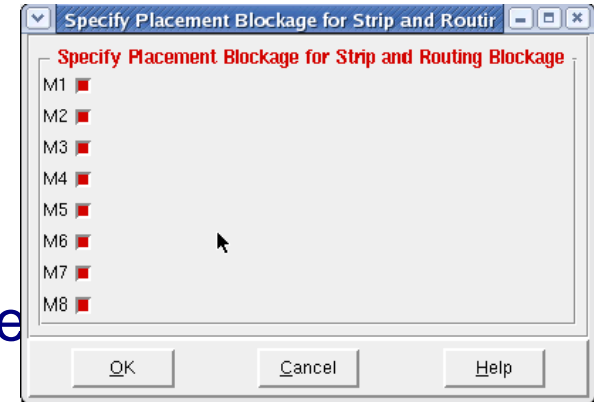 Specify Placement Blockage for Strip and Routir
Specify Placement Blockage for Strip and Routing Blockage
M1
M2
M3
M4
M5
M6
M7
M8
e
OK Cancel Help